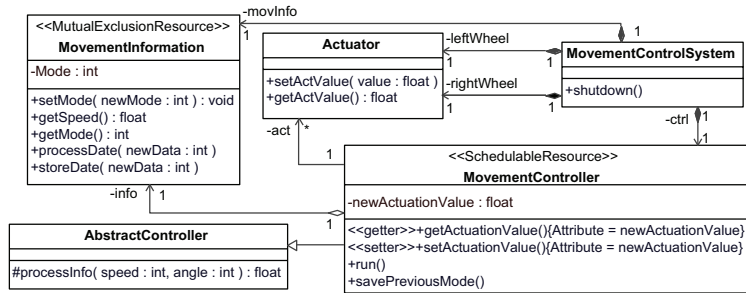 <<MutualExclusionResource>>
MovementInformation
-Mode : int
+setMode( newMode : int ) : void
+getSpeed() : float
+getMode() : int
+processDate( newData : int )
+storeDate( newData : int )
-movInfo
1
1
Actuator
+setActValue( value : float )
+getActValue() : float
-leftWheel
1
1
-rightWheel
1
1
MovementControlSystem
+shutdown()
-act
*
1
-ctrl
1
1
<<SchedulableResource>>
MovementController
-newActuationValue : float
<<getter>>+getActuationValue(){Attribute = newActuationValue}
<<setter>>+setActuationValue(){Attribute = newActuationValue}
+run()
+savePreviousMode()
-info
1
1
AbstractController
#processInfo( speed : int, angle : int ) : float